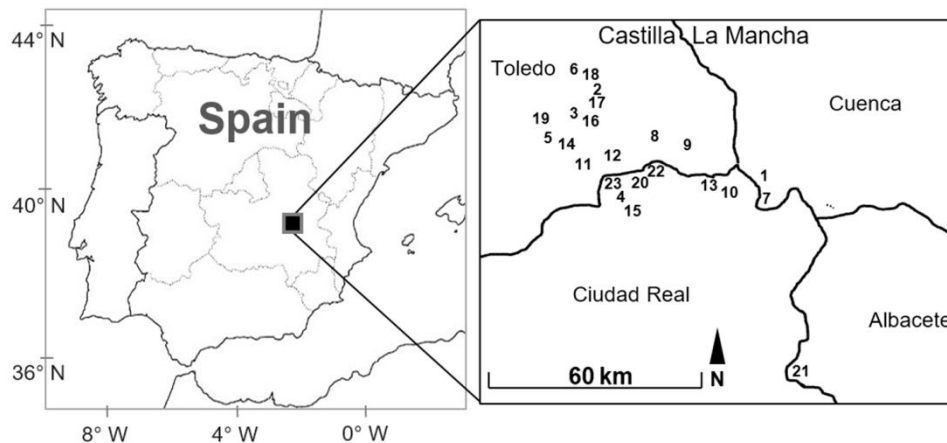 44° N
40° N
36° N
8° W
4° W
0° W
Spain
Castilla La Mancha
Toledo
Cuenca
Ciudad Real
Albacete
6
18
2
17
3
16
19
5
14
8
9
11
12
22
23
20
13
10
1
7
4
15
21
60 km
N